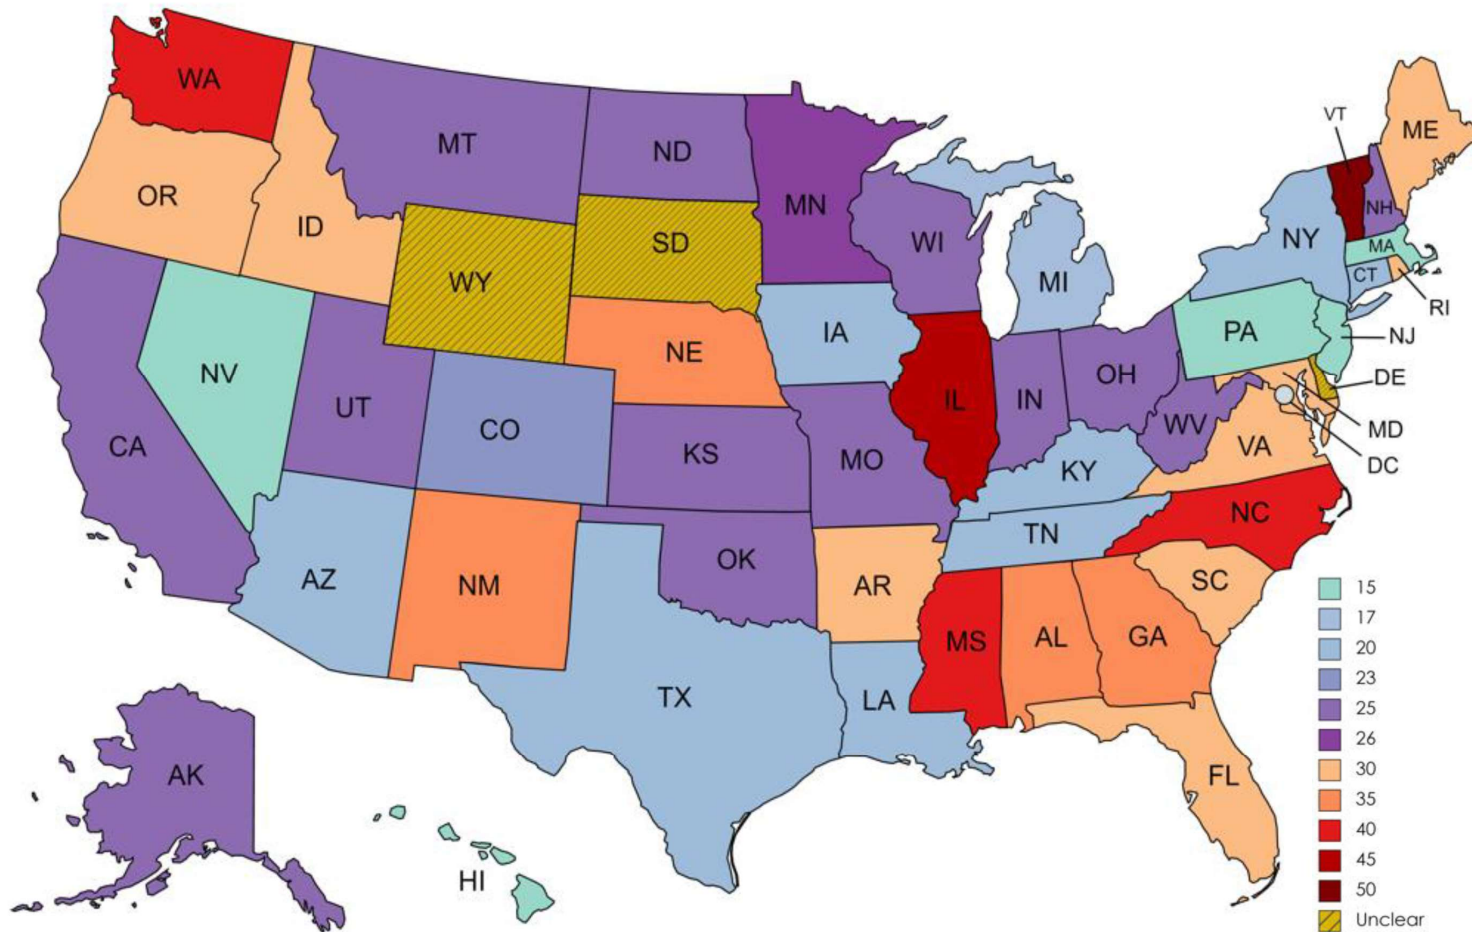 WA
VT
ME
MT
ND
OR
MN
ID
SD
WI
NH
NY
MA
WY
CT
MI
RI
IA
PA
NJ
NE
NV
OH
DE
UT
IL
IN
CO
WV
MD
CA
KS
MO
VA
DC
KY
NC
TN
OK
AZ
NM
AR
SC
15
17
MS
AL
GA
20
23
TX
LA
25
26
AK
FL
30
35
40
45
HI
50
Unclear